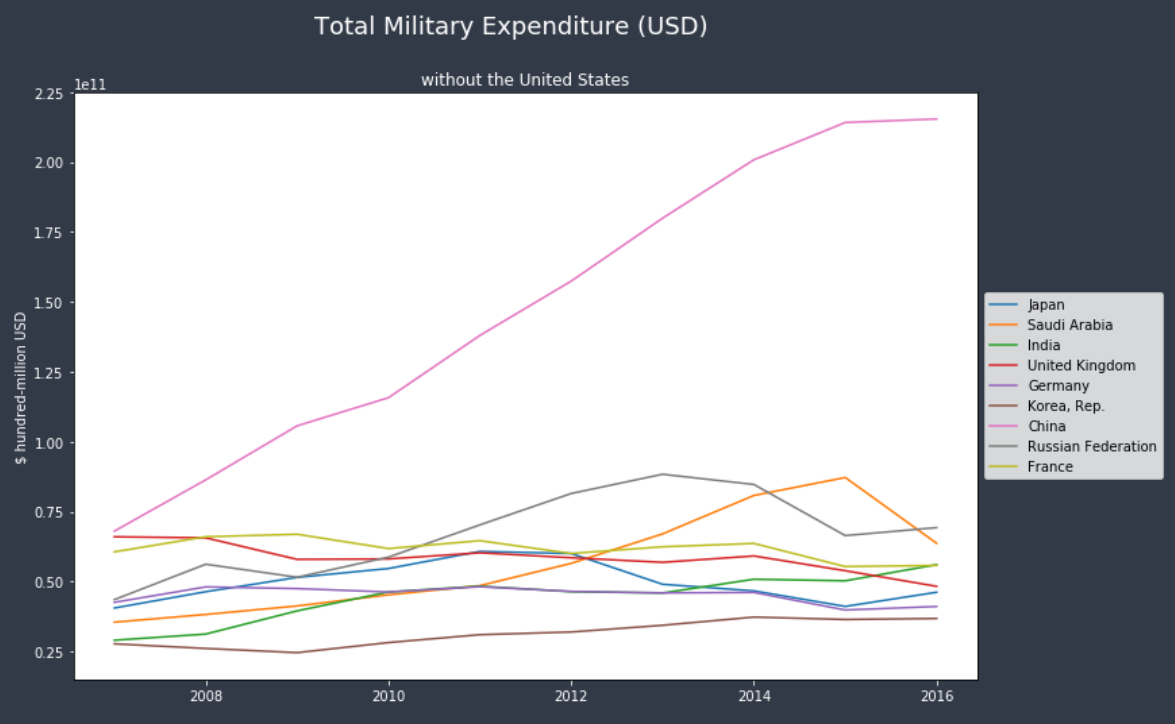 Total Military Expenditure (USD)
without the United States
1e11
2.25
2.00
1.75
1.50
1.25
1.00
0.75
0.50
0.25
$ hundred-million USD
2008
2010
2012
2014
2016
Japan
Saudi Arabia
India
United Kingdom
Germany
Korea, Rep.
China
Russian Federation
France